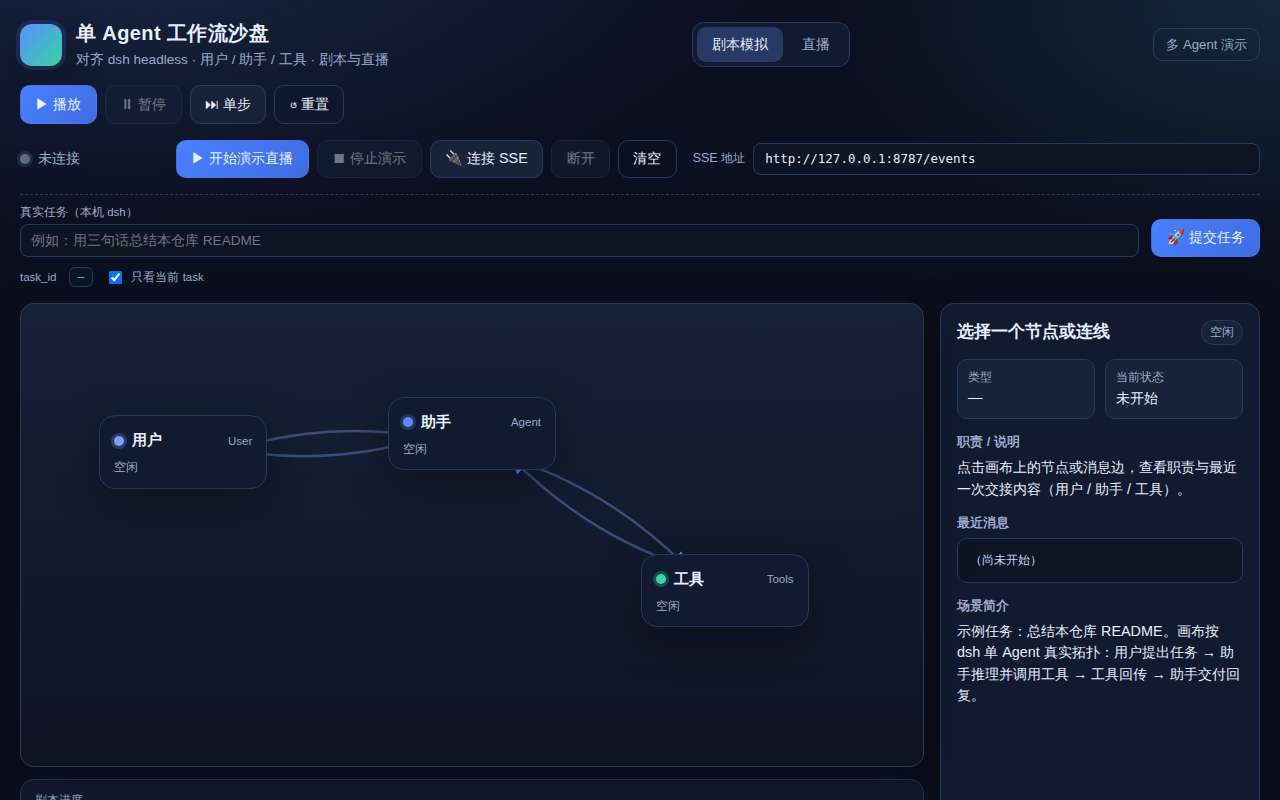 单 Agent 工作流沙盘
对齐 dsh headless · 用户 / 助手 / 工具 · 剧本与直播
剧本模拟
直播
多 Agent 演示
▶ 播放
⏸ 暂停
⏭ 单步
↺ 重置
未连接
▶ 开始演示直播
■ 停止演示
🔌 连接 SSE
断开
清空
SSE 地址
http://127.0.0.1:8787/events
真实任务（本机 dsh）
例如：用三句话总结本仓库 README
🚀 提交任务
task_id
—
只看当前 task
用户
User
空闲
助手
Agent
空闲
工具
Tools
空闲
选择一个节点或连线
空闲
类型
—
当前状态
未开始
职责 / 说明
点击画布上的节点或消息边，查看职责与最近
一次交接内容（用户 / 助手 / 工具）。
最近消息
（尚未开始）
场景简介
示例任务：总结本仓库 README。画布按
dsh 单 Agent 真实拓扑：用户提出任务 → 助
手推理并调用工具 → 工具回传 → 助手交付回
复。
剧本进度